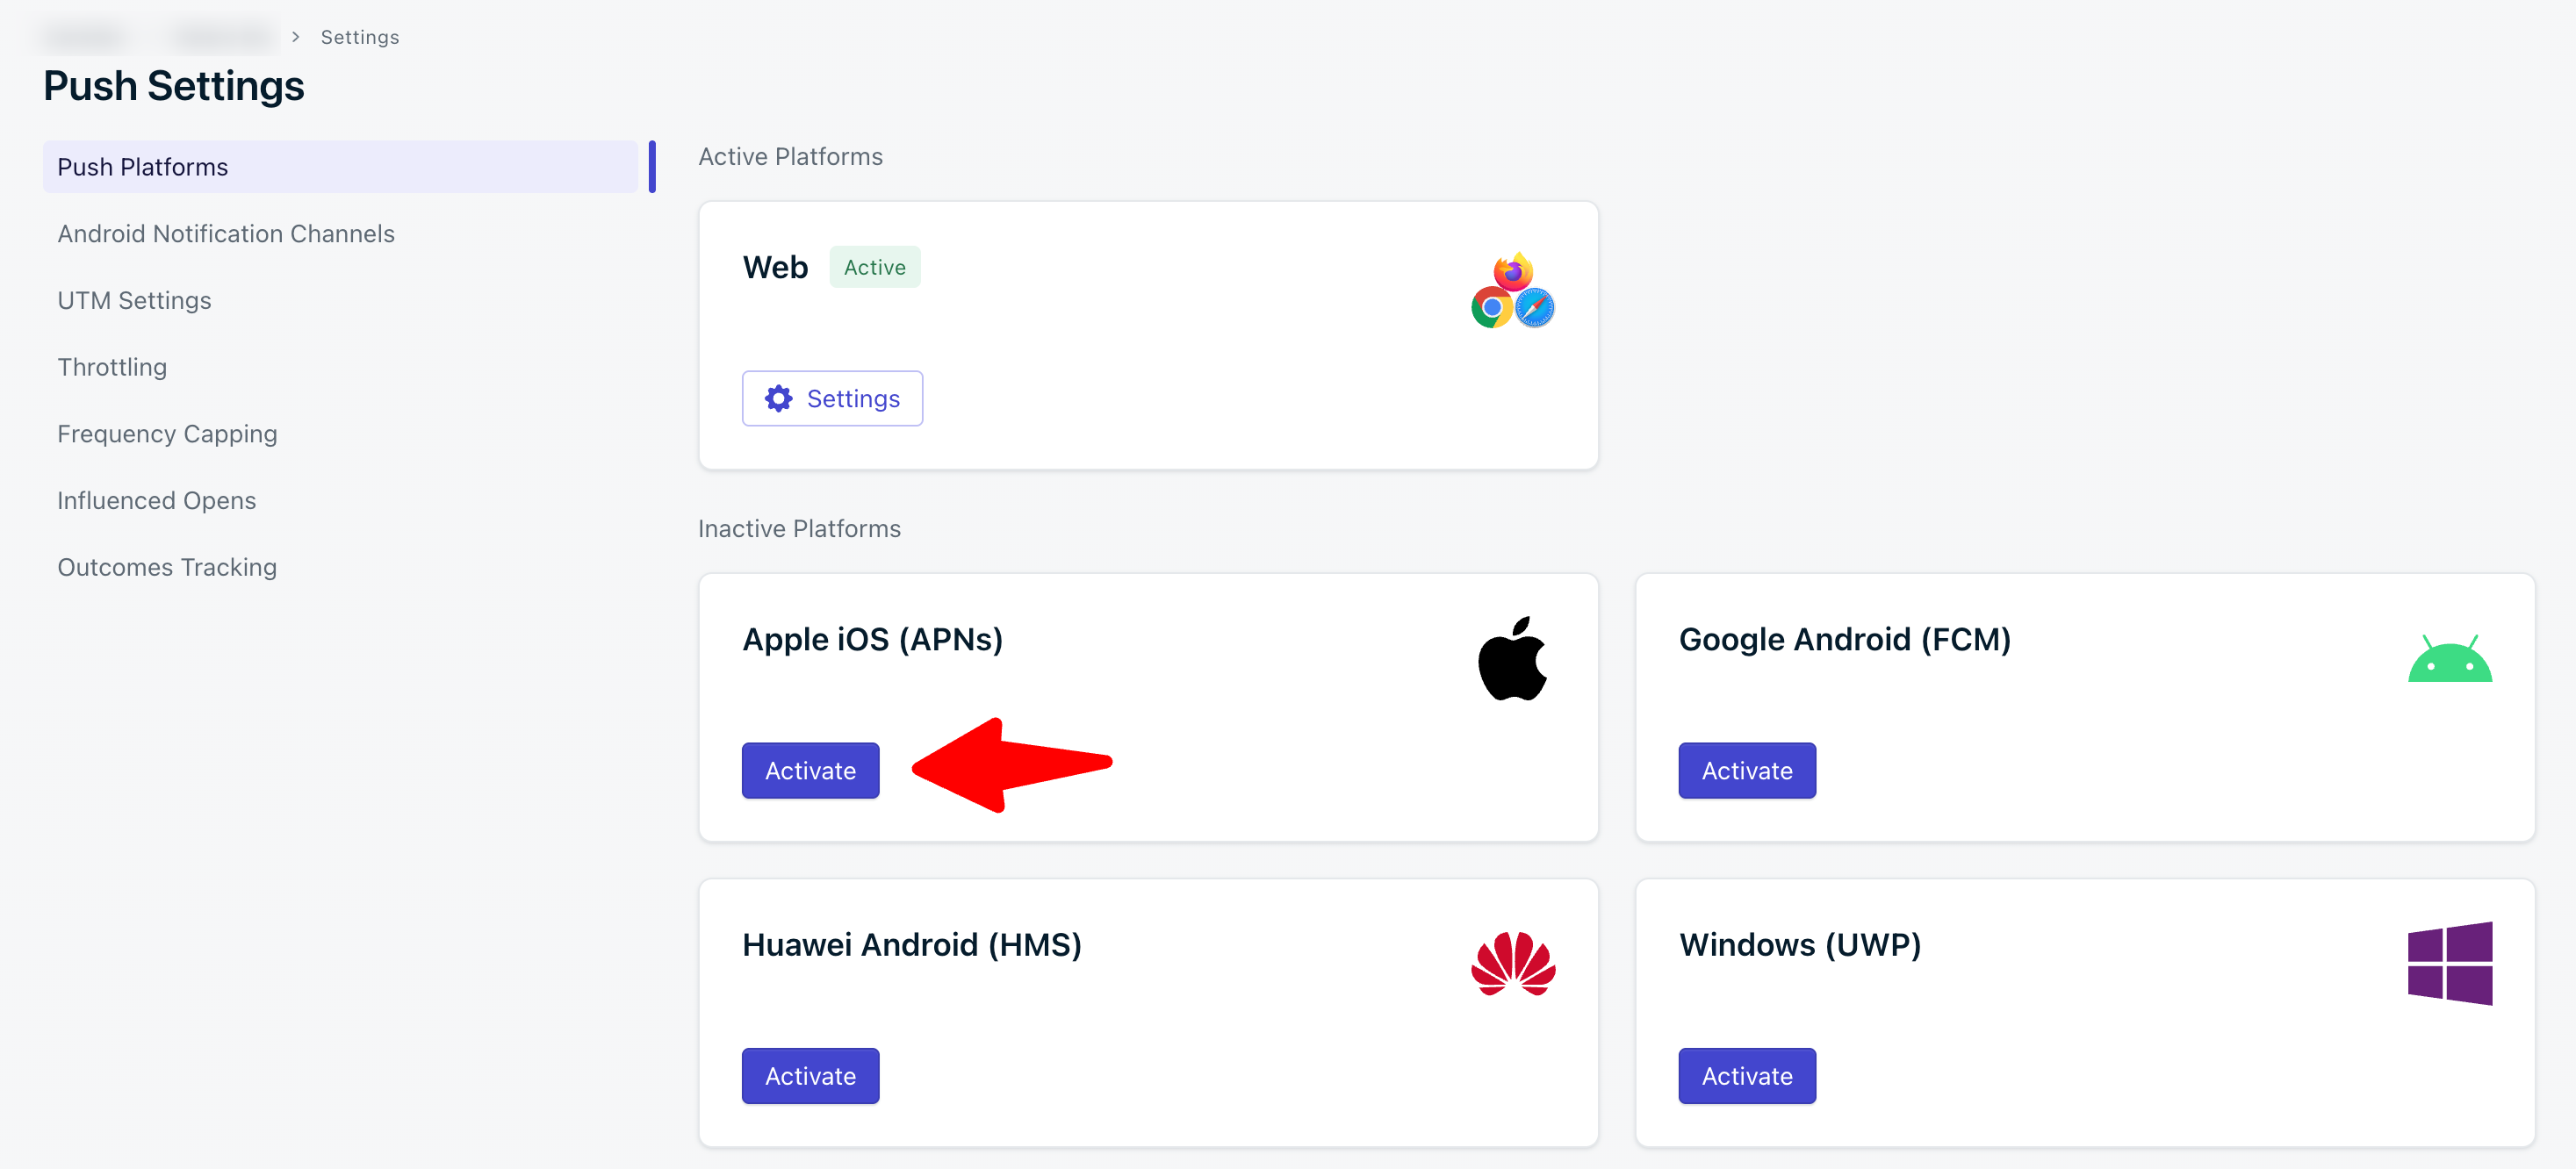 Settings
Push Settings
Push Platforms
Android Notification Channels
UTM Settings
Throttling
Frequency Capping
Influenced Opens
Outcomes Tracking
Active Platforms
Web Active
Settings
Inactive Platforms
Apple iOS (APNs)
Activate
Google Android (FCM)
Activate
Huawei Android (HMS)
Activate
Windows (UWP)
Activate